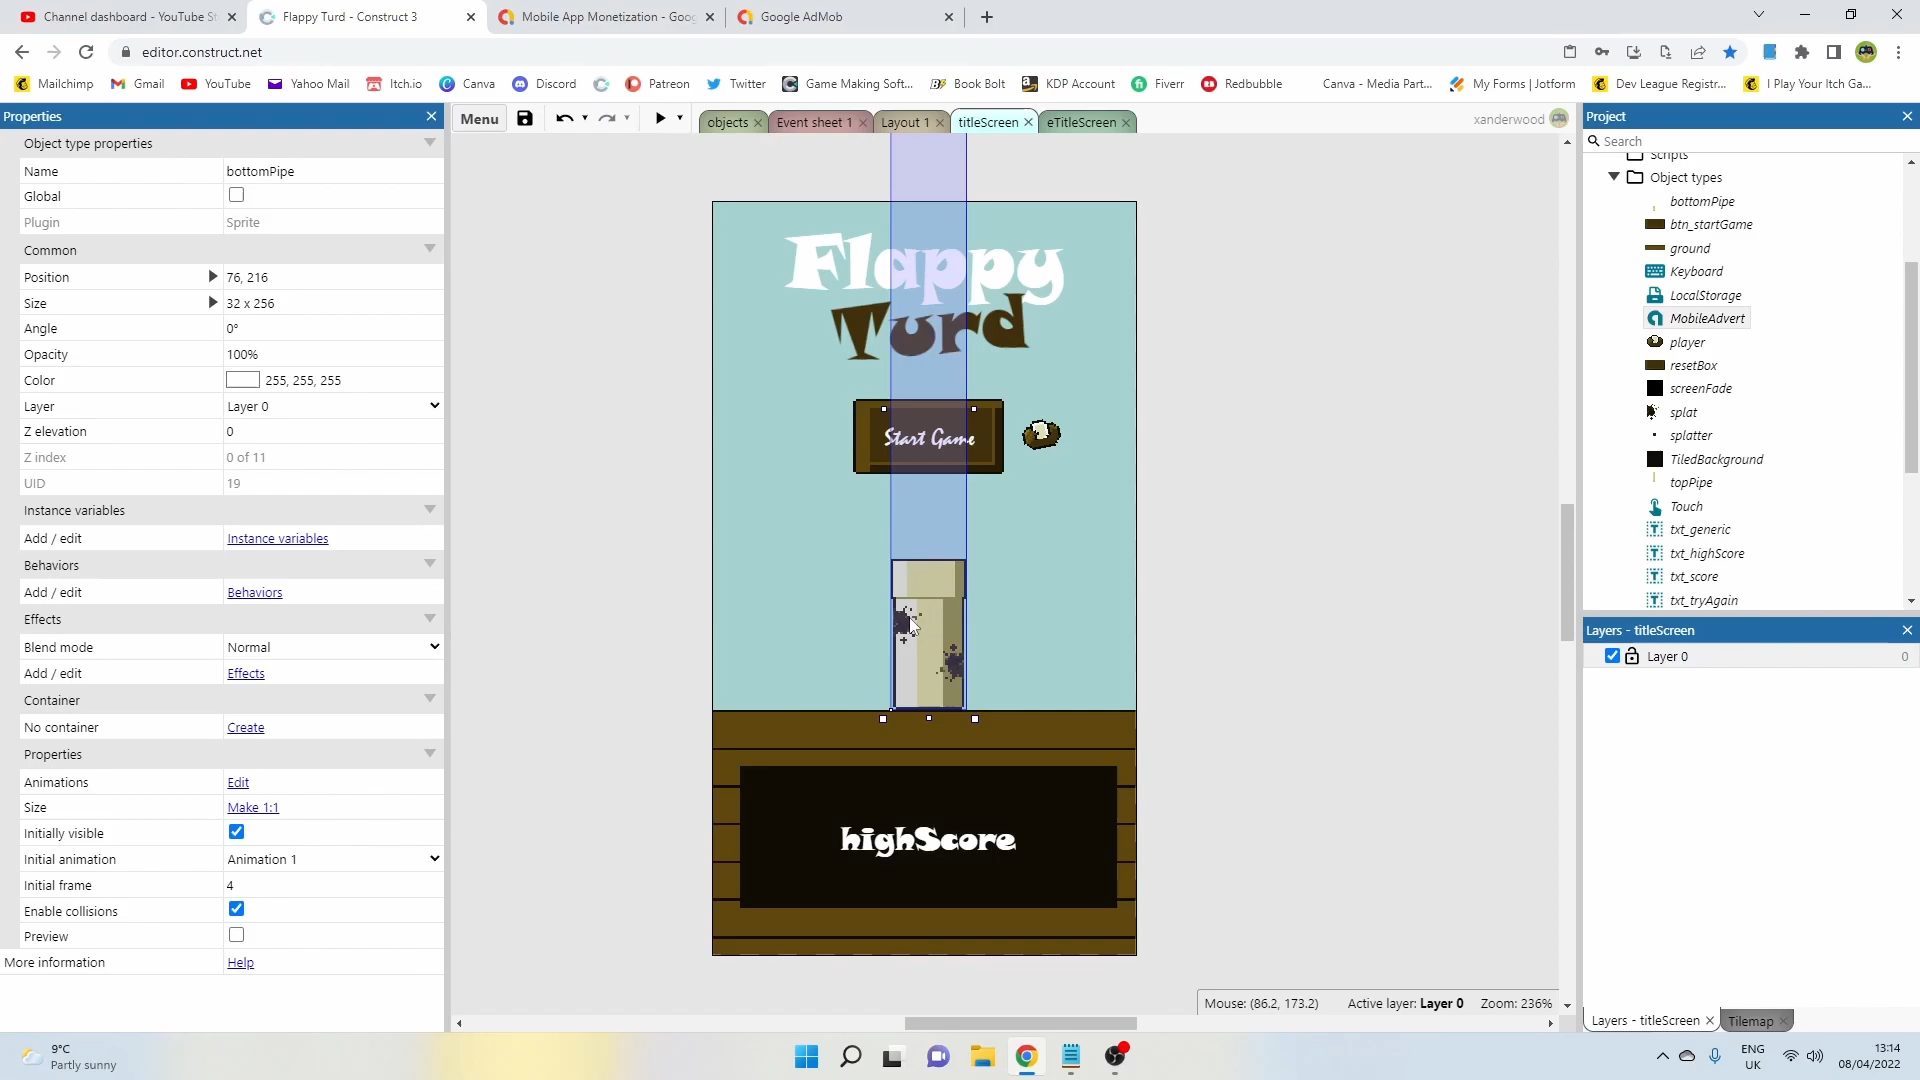 Channel dashboard - YouTube St
Flappy Turd - Construct 3
Mobile App Monetization - Goog
Google AdMob
editor.construct.net
Mailchimp
Gmail
YouTube
Yahoo Mail
Itch.io
Canva
Discord
Patreon
Twitter
Game Making Soft...
Book Bolt
KDP Account
Fiverr
Redbubble
Canva - Media Part...
My Forms | Jotform
Dev League Registr...
I Play Your Itch Ga...
Properties
Object type properties
Name bottomPipe
Global
Plugin Sprite
Common
Position 76, 216
Size 32 x 256
Angle 0°
Opacity 100%
Color 255, 255, 255
Layer Layer 0
Z elevation 0
Z index 0 of 11
UID 19
Instance variables
Add / edit Instance variables
Behaviors
Add / edit Behaviors
Effects
Blend mode Normal
Add / edit Effects
Container
No container Create
Properties
Animations Edit
Size Make 1:1
Initially visible
Initial animation Animation 1
Initial frame 4
Enable collisions
Preview
More information Help
Menu
objects
Event sheet 1
Layout 1
titleScreen
eTitleScreen
xanderwood
Flappy
Turd
Start Game
highScore
Mouse: (86.2, 173.2) Active layer: Layer 0 Zoom: 236%
Project
Search
Scripts
Object types
bottomPipe
btn_startGame
ground
Keyboard
LocalStorage
MobileAdvert
player
resetBox
screenFade
splat
splatter
TiledBackground
topPipe
Touch
txt_generic
txt_highScore
txt_score
txt_tryAgain
Layers - titleScreen
Layer 0 0
Layers - titleScreen
Tilemap
9°C
Partly sunny
ENG
UK
13:14
08/04/2022